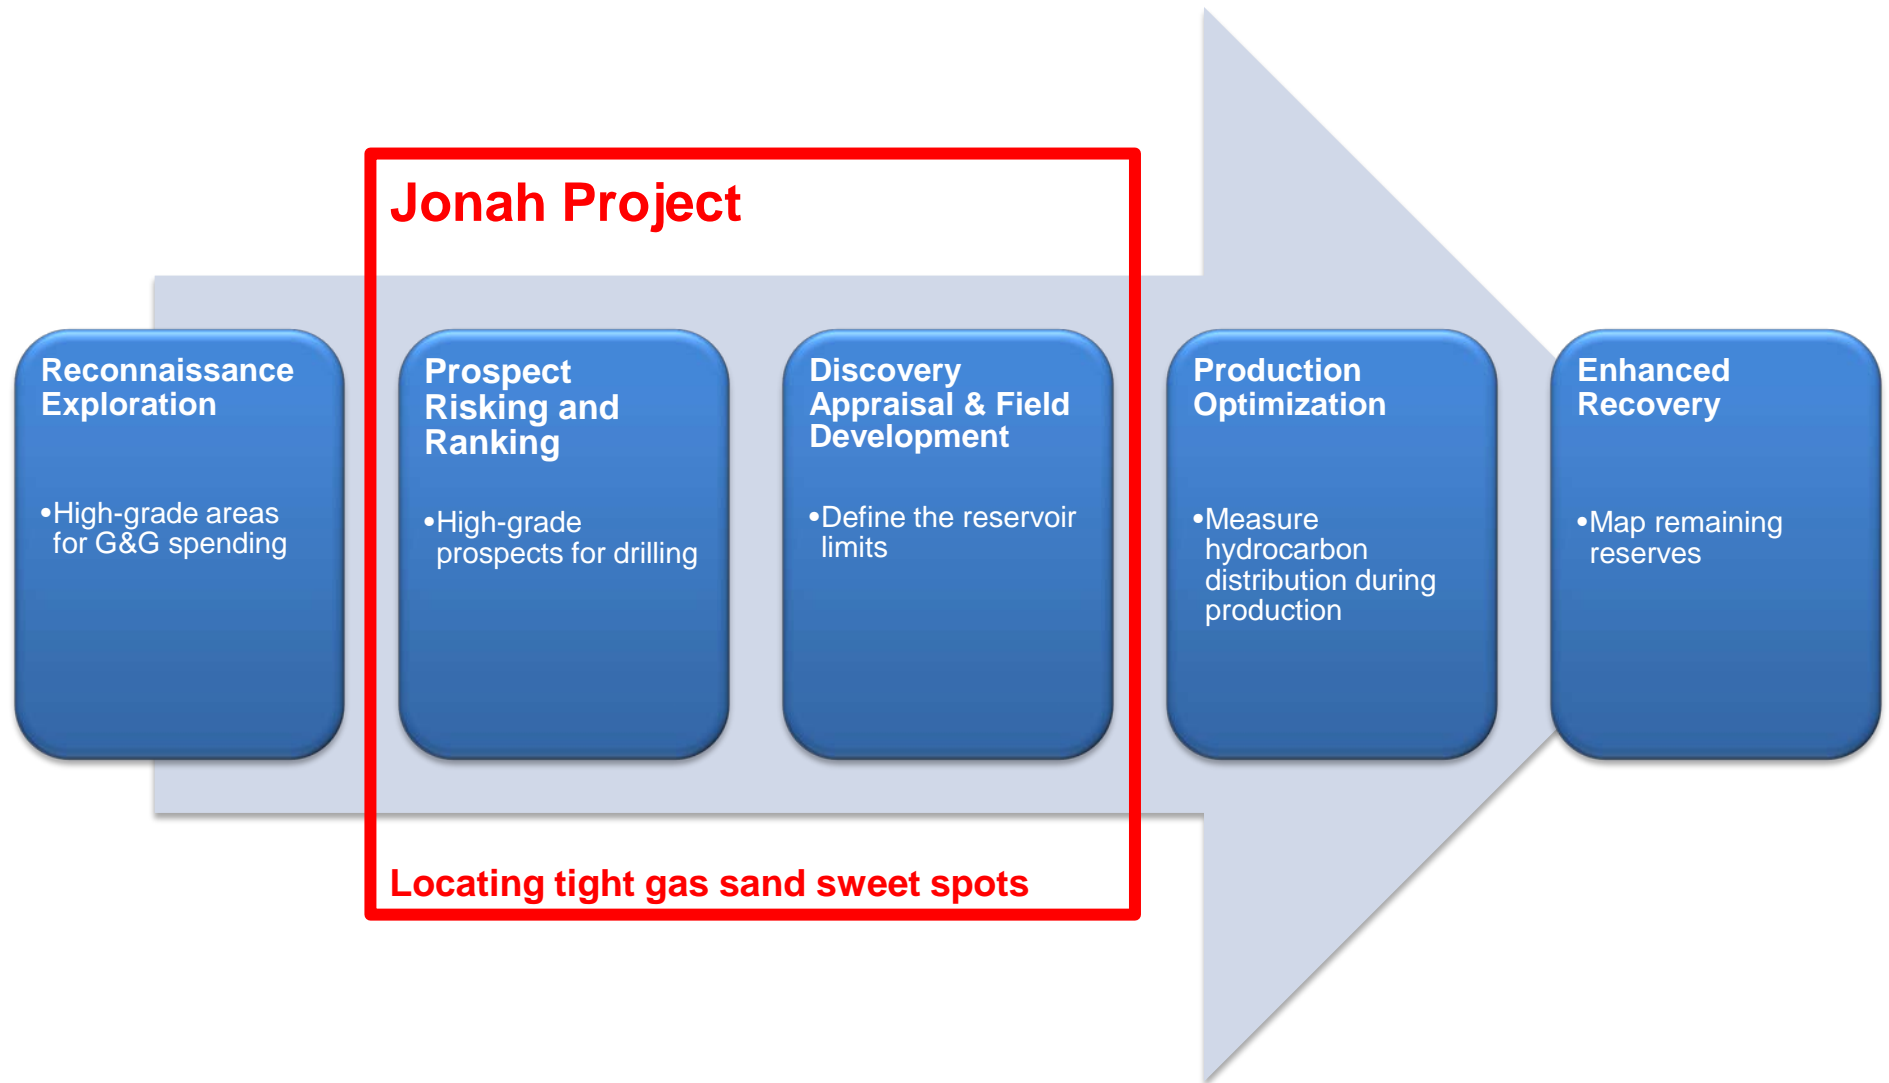 Jonah Project
Reconnaissance
Exploration
•High-grade areas
for G&G spending
Prospect
Risking and
Ranking
•High-grade
prospects for drilling
Discovery
Appraisal & Field
Development
•Define the reservoir
limits
Production
Optimization
•Measure
hydrocarbon
distribution during
production
Enhanced
Recovery
•Map remaining
reserves
Locating tight gas sand sweet spots